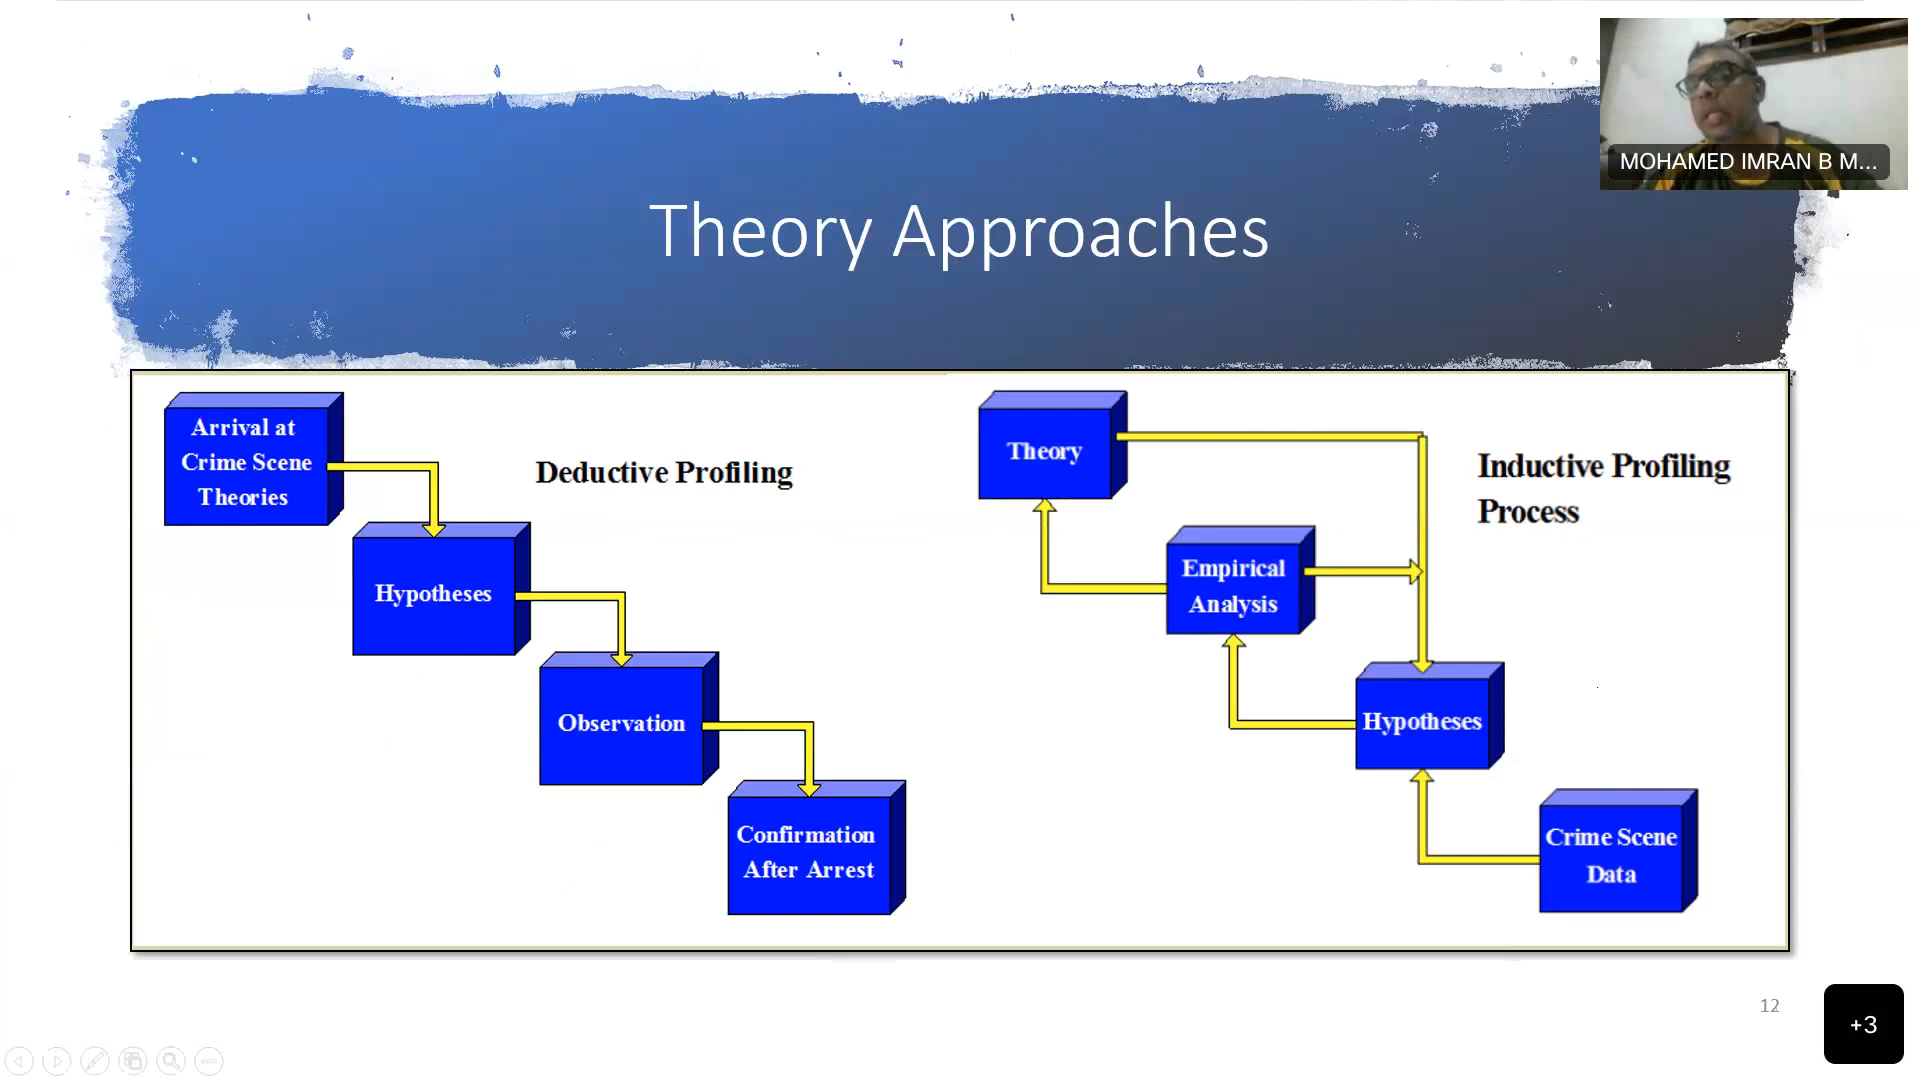 MOHAMED IMRAN B M...
Theory Approaches
Arrival at
Crime Scene
Theories
Deductive Profiling
Hypotheses
Observation
Confirmation
After Arrest
Theory
Inductive Profiling
Process
Empirical
Analysis
Hypotheses
Crime Scene
Data
12
+3